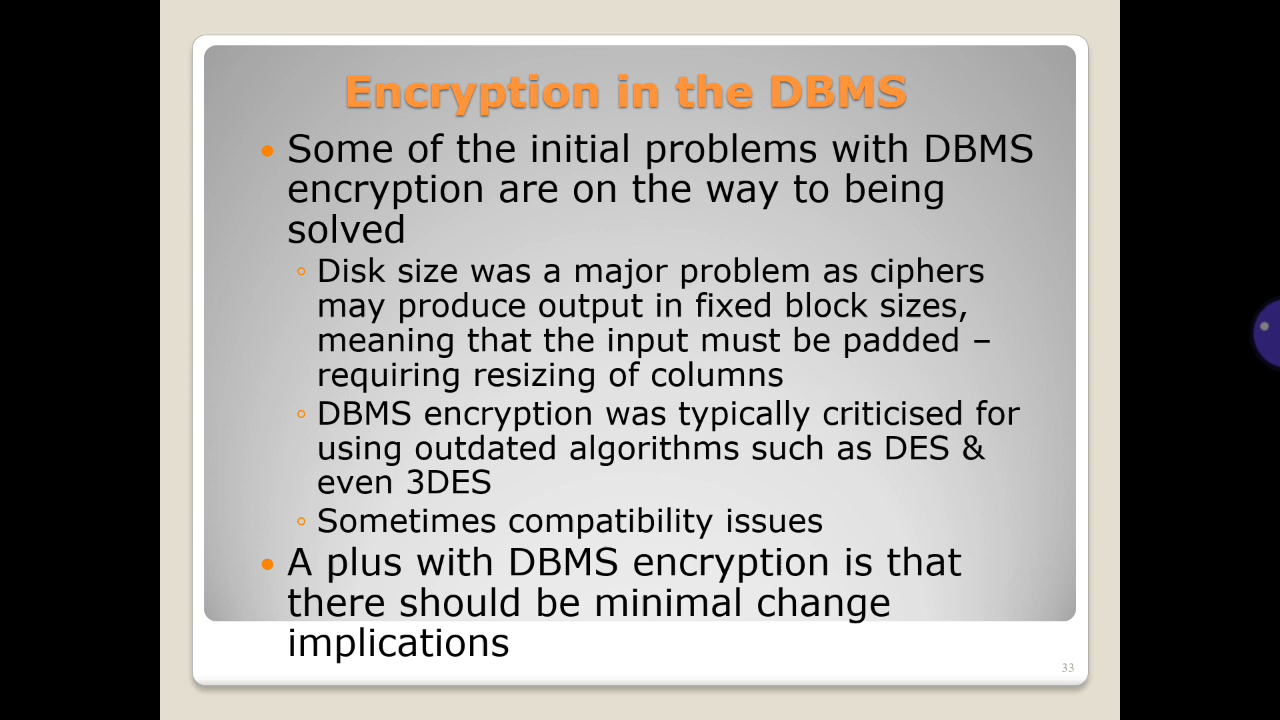 Encryption in the DBMS
• Some of the initial problems with DBMS
encryption are on the way to being
solved
◦ Disk size was a major problem as ciphers
may produce output in fixed block sizes,
meaning that the input must be padded –
requiring resizing of columns
◦ DBMS encryption was typically criticised for
using outdated algorithms such as DES &
even 3DES
◦ Sometimes compatibility issues
• A plus with DBMS encryption is that
there should be minimal change
implications
33